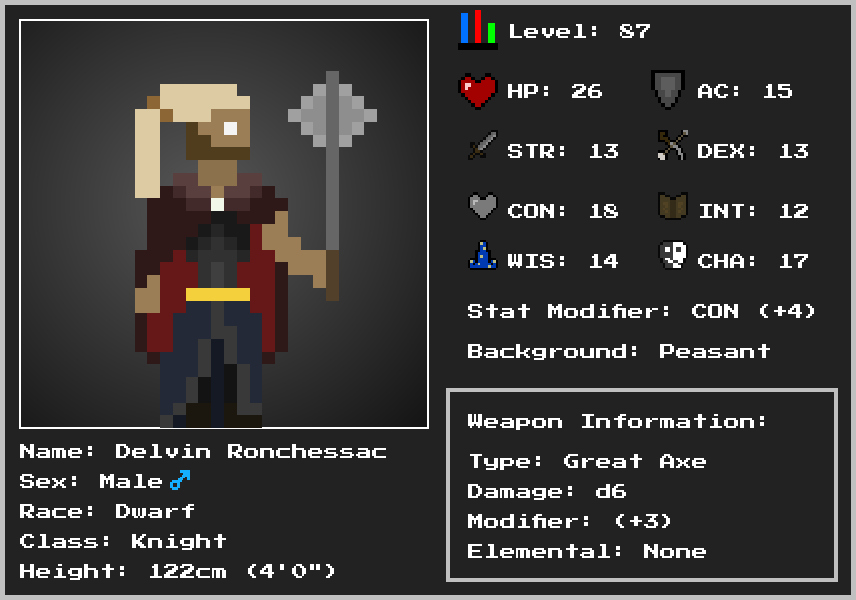 Level: 87
HP: 26
AC: 15
STR: 13
DEX: 13
CON: 18
INT: 12
WIS: 14
CHA: 17
Stat Modifier: CON (+4)
Background: Peasant
Name: Delvin Ronchessac
Sex: Male ♂
Race: Dwarf
Class: Knight
Height: 122cm (4'0")
Weapon Information:
Type: Great Axe
Damage: d6
Modifier: (+3)
Elemental: None